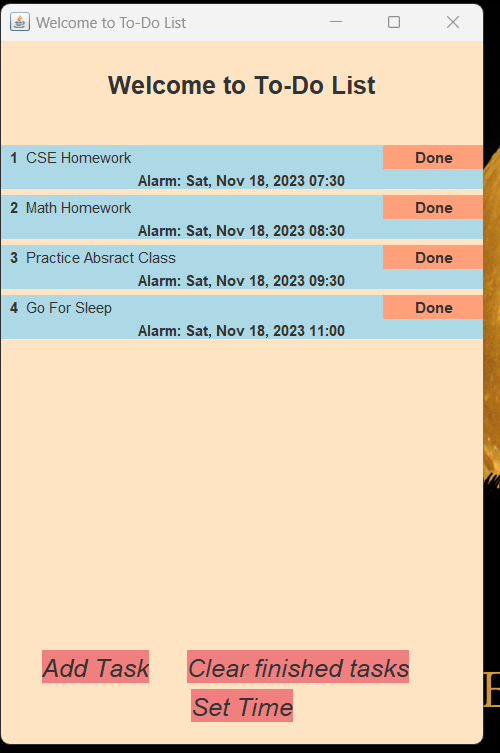 Welcome to To-Do List
Welcome to To-Do List
1 CSE Homework Done
Alarm: Sat, Nov 18, 2023 07:30
2 Math Homework Done
Alarm: Sat, Nov 18, 2023 08:30
3 Practice Absract Class Done
Alarm: Sat, Nov 18, 2023 09:30
4 Go For Sleep Done
Alarm: Sat, Nov 18, 2023 11:00
Add Task Clear finished tasks
Set Time